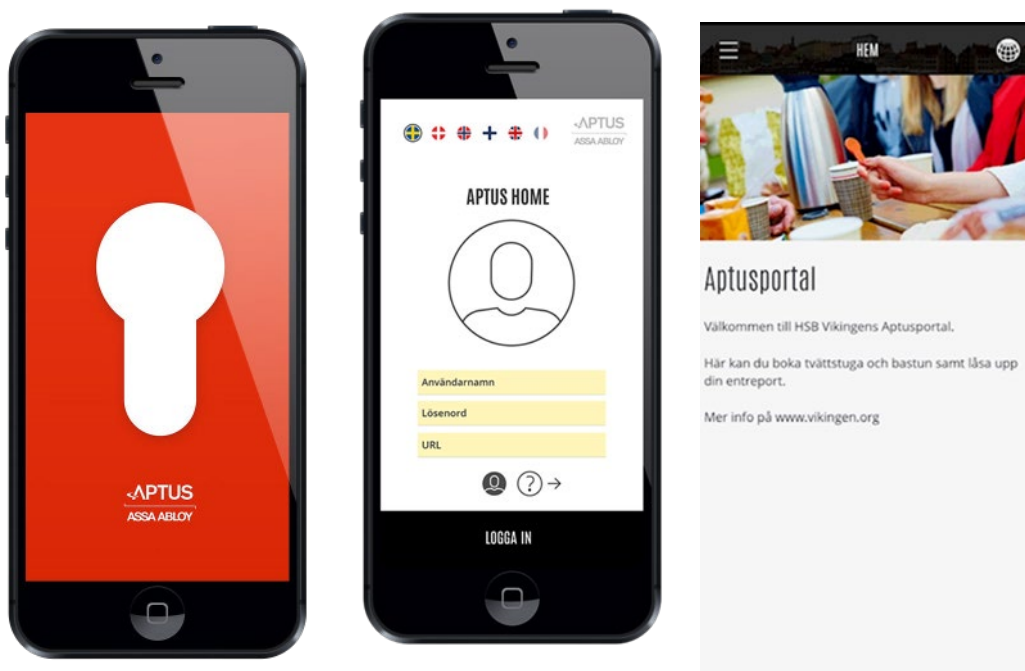 APTUS
ASSA ABLOY
APTUS
ASSA ABLOY
APTUS HOME
Användarnamn
Lösenord
URL
?
LOGGA IN
HEM
Aptusportal
Välkommen till HSB Vikingens Aptusportal.
Här kan du boka tvättstuga och bastun samt låsa upp
din entreport.
Mer info på www.vikingen.org